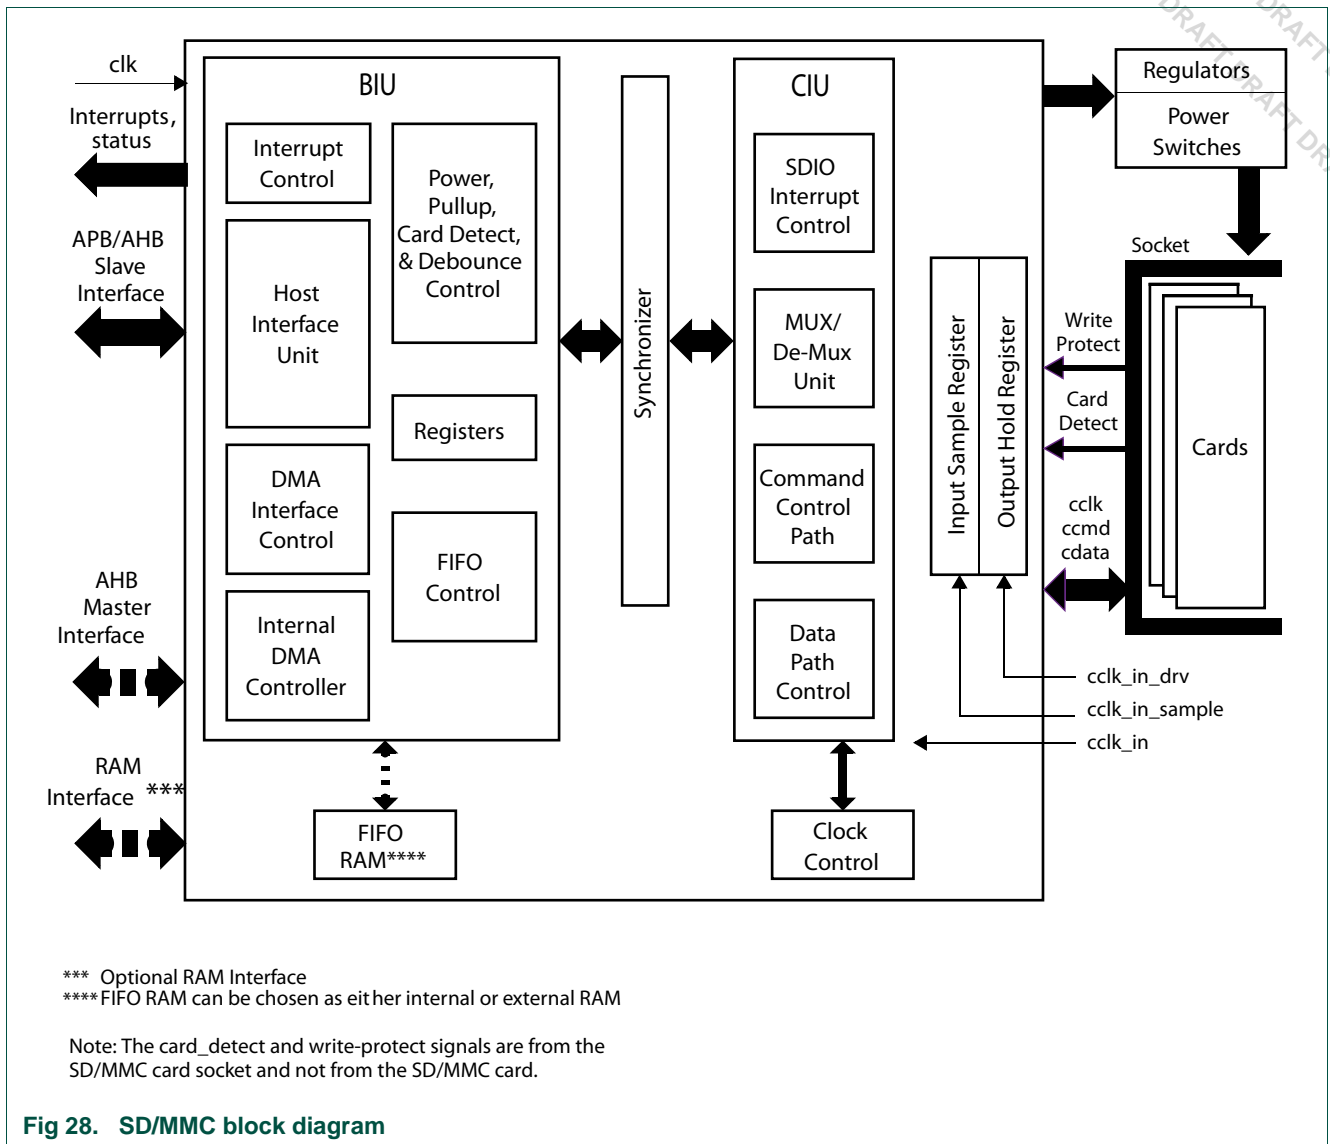 DRAFT DRAFT DR
DRAFT
clk
Interrupts,
status
APB/AHB
Slave
Interface
AHB
Master
Interface
RAM
Interface ***
BIU
Interrupt
Control
Host
Interface
Unit
DMA
Interface
Control
Internal
DMA
Controller
Power,
Pullup,
Card Detect,
& Debounce
Control
Registers
FIFO
Control
FIFO
RAM****
Synchronizer
CIU
SDIO
Interrupt
Control
MUX/
De-Mux
Unit
Command
Control
Path
Data
Path
Control
Clock
Control
Input Sample Register
Output Hold Register
Regulators
Power
Switches
Socket
Write
Protect
Card
Detect
cclk
ccmd
cdata
Cards
cclk_in_drv
cclk_in_sample
cclk_in
*** Optional RAM Interface
**** FIFO RAM can be chosen as either internal or external RAM
Note: The card_detect and write-protect signals are from the
SD/MMC card socket and not from the SD/MMC card.
Fig 28. SD/MMC block diagram